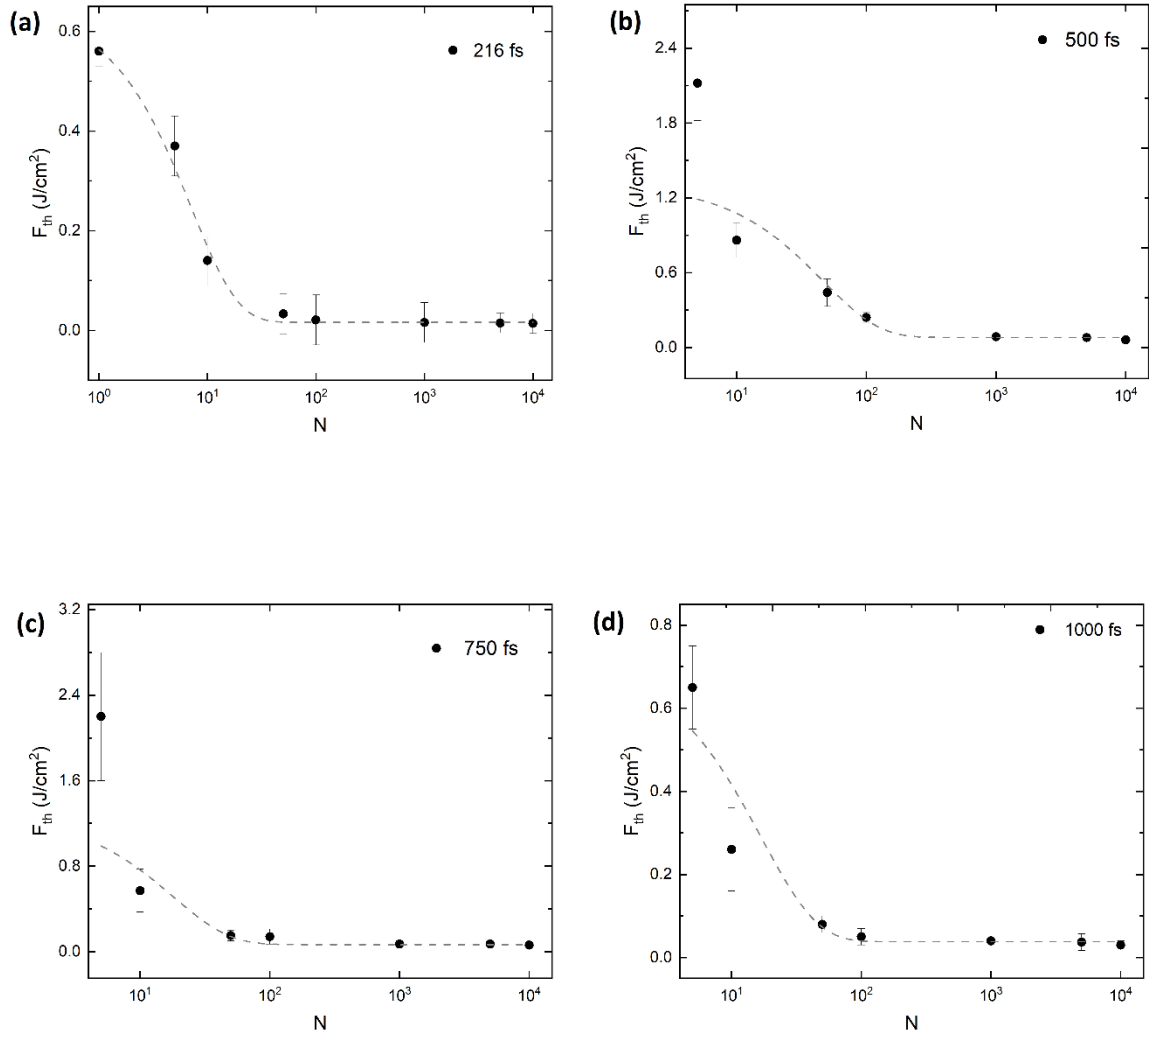 (a)
216 fs
0.6
0.4
0.2
0.0
F_th (J/cm²)
10⁰ 10¹ 10² 10³ 10⁴
N
(b)
500 fs
2.4
1.8
1.2
0.6
0.0
F_th (J/cm²)
10¹ 10² 10³ 10⁴
N
(c)
750 fs
3.2
2.4
1.6
0.8
0.0
F_th (J/cm²)
10¹ 10² 10³ 10⁴
N
(d)
1000 fs
0.8
0.6
0.4
0.2
0.0
F_th (J/cm²)
10¹ 10² 10³ 10⁴
N